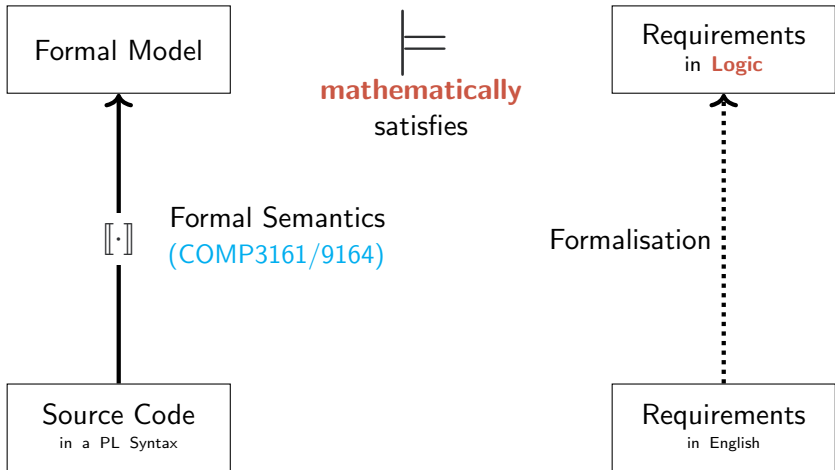 Formal Model
⊨
mathematically
satisfies
Requirements
in Logic
⟦·⟧
Formal Semantics
(COMP3161/9164)
Formalisation
Source Code
in a PL Syntax
Requirements
in English